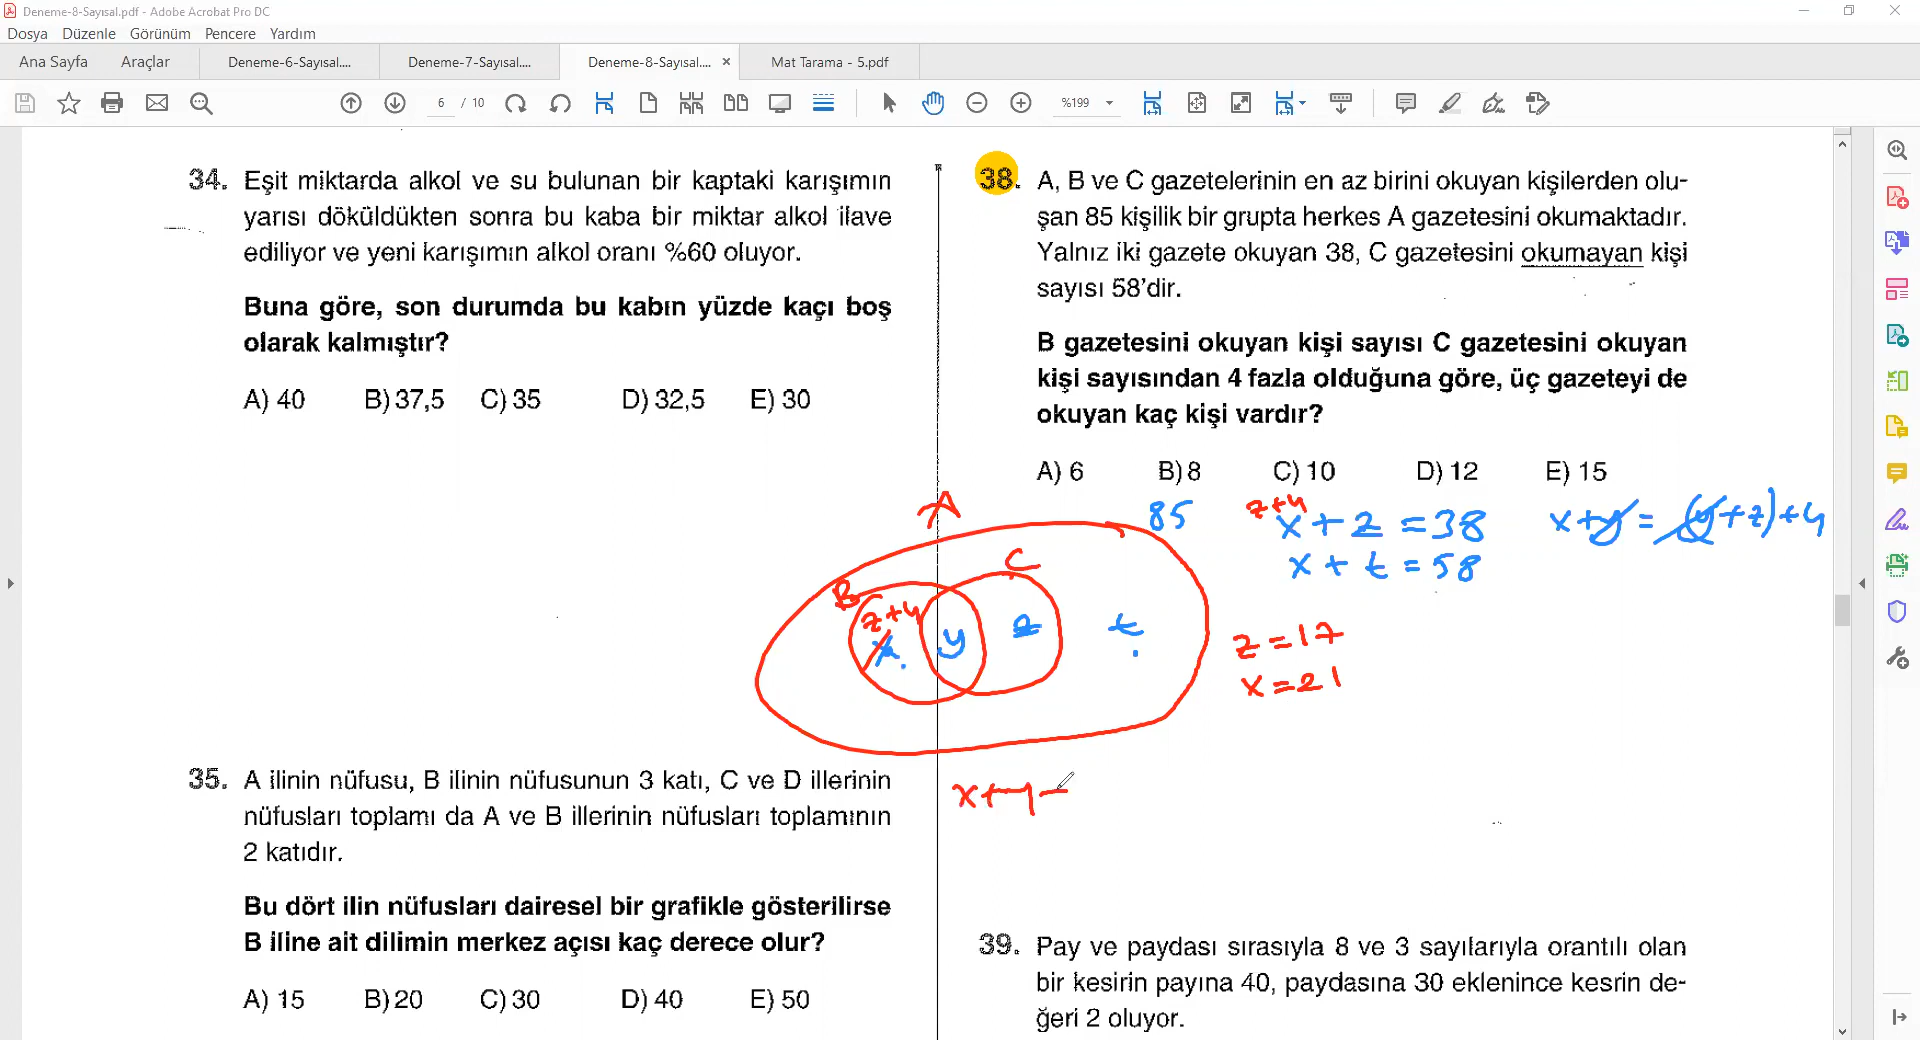 Deneme-8-Sayısal.pdf - Adobe Acrobat Pro DC
Dosya Düzenle Görünüm Pencere Yardım
Ana Sayfa Araçlar Deneme-6-Sayısal.... Deneme-7-Sayısal.... Deneme-8-Sayısal.... × Mat Tarama - 5.pdf
6 / 10 %199
34. Eşit miktarda alkol ve su bulunan bir kaptaki karışımın
yarısı döküldükten sonra bu kaba bir miktar alkol ilave
ediliyor ve yeni karışımın alkol oranı %60 oluyor.
Buna göre, son durumda bu kabın yüzde kaçı boş
olarak kalmıştır?
A) 40 B) 37,5 C) 35 D) 32,5 E) 30
35. A ilinin nüfusu, B ilinin nüfusunun 3 katı, C ve D illerinin
nüfusları toplamı da A ve B illerinin nüfusları toplamının
2 katıdır.
Bu dört ilin nüfusları dairesel bir grafikle gösterilirse
B iline ait dilimin merkez açısı kaç derece olur?
A) 15 B) 20 C) 30 D) 40 E) 50
38. A, B ve C gazetelerinin en az birini okuyan kişilerden olu-
şan 85 kişilik bir grupta herkes A gazetesini okumaktadır.
Yalnız iki gazete okuyan 38, C gazetesini okumayan kişi
sayısı 58'dir.
B gazetesini okuyan kişi sayısı C gazetesini okuyan
kişi sayısından 4 fazla olduğuna göre, üç gazeteyi de
okuyan kaç kişi vardır?
A) 6 B) 8 C) 10 D) 12 E) 15
A
85
z+4
x + z = 38
x+y = (y+z)+4
x + t = 58
C
B
z+4
x y z t
z = 17
x = 21
x+y-
39. Pay ve paydası sırasıyla 8 ve 3 sayılarıyla orantılı olan
bir kesirin payına 40, paydasına 30 eklenince kesrin de-
ğeri 2 oluyor.